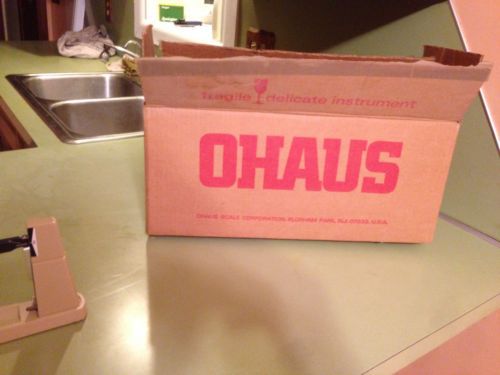 fragile delicate instrument
OHAUS
OHAUS SCALE CORPORATION FLORHAM PARK, N.J. 07932 U.S.A.